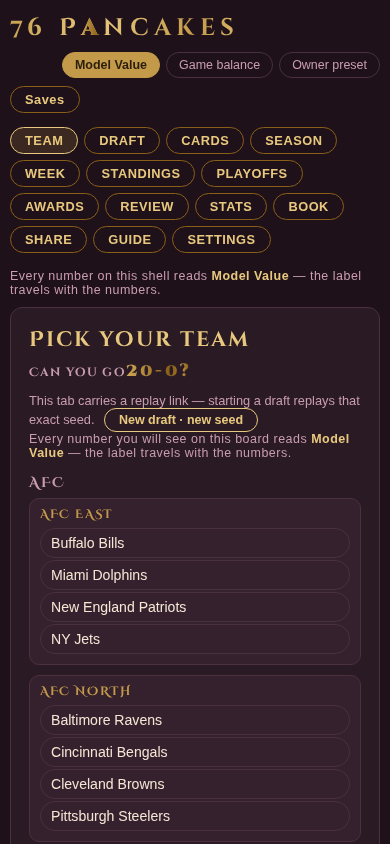 76 Pancakes
Model Value Game balance Owner preset
Saves
TEAM DRAFT CARDS SEASON
WEEK STANDINGS PLAYOFFS
AWARDS REVIEW STATS BOOK
SHARE GUIDE SETTINGS
Every number on this shell reads Model Value — the label
travels with the numbers.
PICK YOUR TEAM
CAN YOU GO 20-0?
This tab carries a replay link — starting a draft replays that
exact seed. New draft · new seed
Every number you will see on this board reads Model
Value — the label travels with the numbers.
AFC
AFC EAST
Buffalo Bills
Miami Dolphins
New England Patriots
NY Jets
AFC NORTH
Baltimore Ravens
Cincinnati Bengals
Cleveland Browns
Pittsburgh Steelers